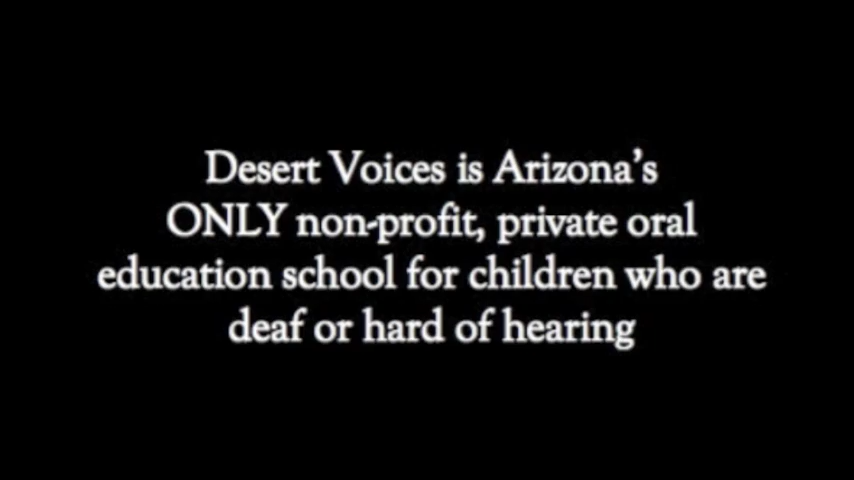 Desert Voices is Arizona's
ONLY non-profit, private oral
education school for children who are
deaf or hard of hearing